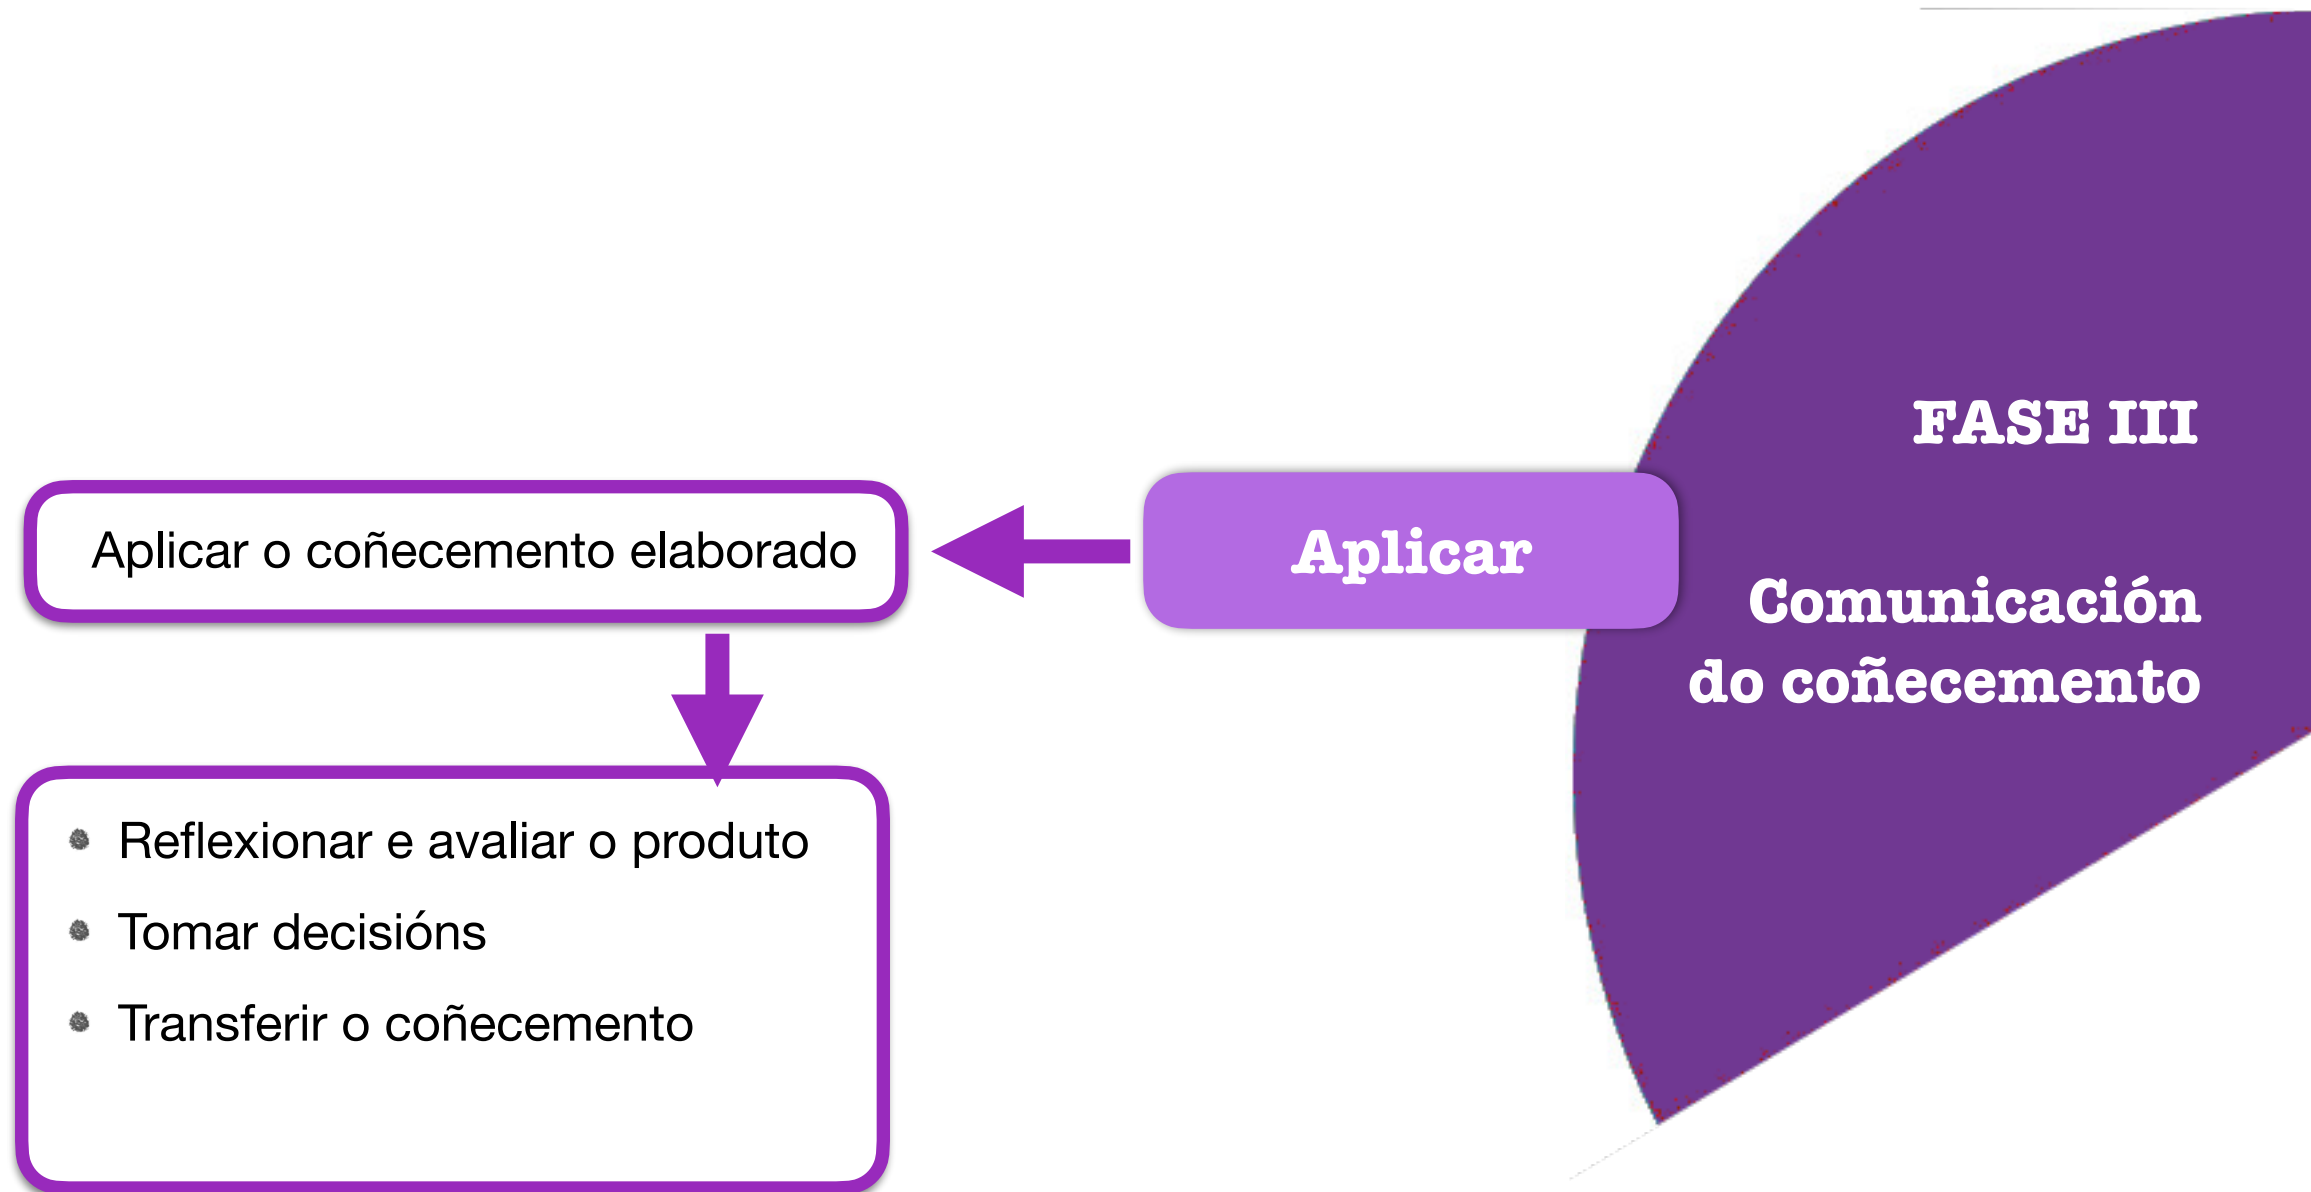 FASE III
Comunicación
do coñecemento
Aplicar
Aplicar o coñecemento elaborado
Reflexionar e avaliar o produto
Tomar decisións
Transferir o coñecemento